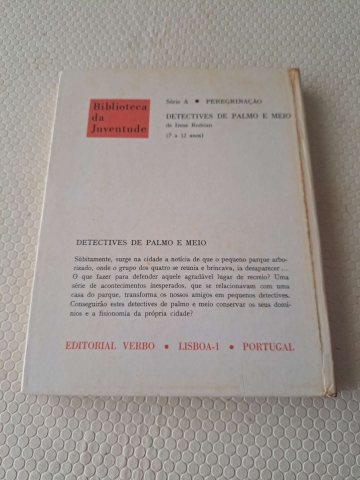 Biblioteca
da
Juventude
Série A • PEREGRINAÇÃO
DETECTIVES DE PALMO E MEIO
de Irene Rodrian
(7 a 12 anos)
DETECTIVES DE PALMO E MEIO
Sùbitamente, surge na cidade a notícia de que o pequeno parque arbo-
rizado, onde o grupo dos quatro se reunia e brincava, ia desaparecer ...
O que fazer para defender aquele agradável lugar de recreio? Uma
série de acontecimentos inesperados, que se relacionavam com uma
casa do parque, transforma os nossos amigos em pequenos detectives.
Conseguirão estes detectives de palmo e meio conservar os seus domí-
nios e a fisionomia da própria cidade?
EDITORIAL VERBO • LISBOA-1 • PORTUGAL